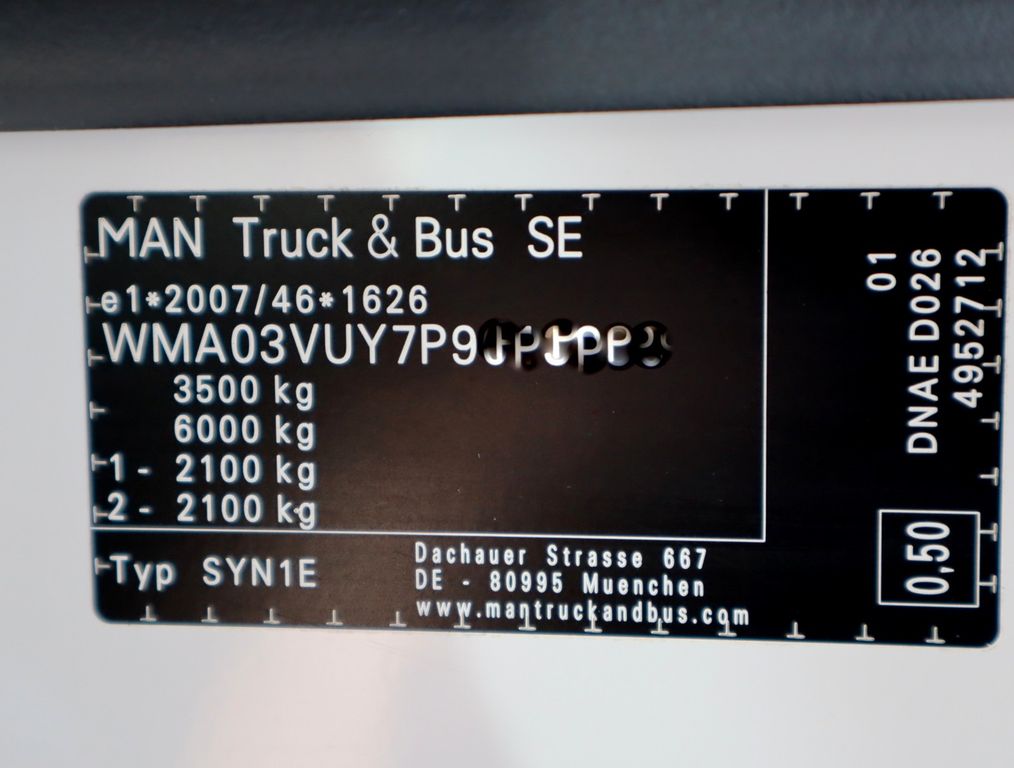 MAN Truck & Bus SE
e1*2007/46*1626
3500 kg
6000 kg
1 - 2100 kg
2 - 2100 kg
Typ SYN1E
Dachauer Strasse 667
DE - 80995 Muenchen
www.mantruckandbus.com
01
DNAE D026
4952712
0,50